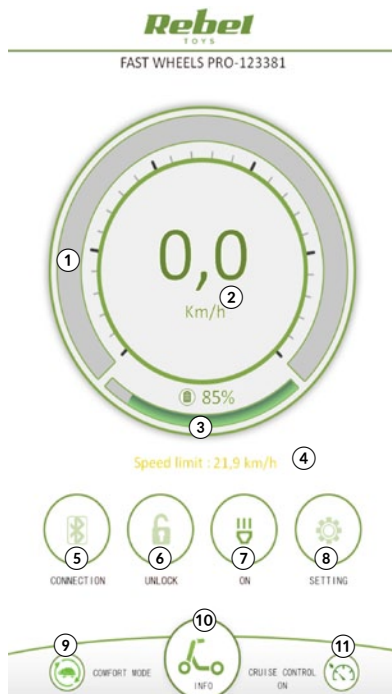 Rebel
TOYS
FAST WHEELS PRO-123381
1
0,0
2
Km/h
85%
3
Speed limit : 21,9 km/h 4
5 6 7 8
CONNECTION UNLOCK ON SETTING
10
9 11
COMFORT MODE CRUISE CONTROL
ON
INFO